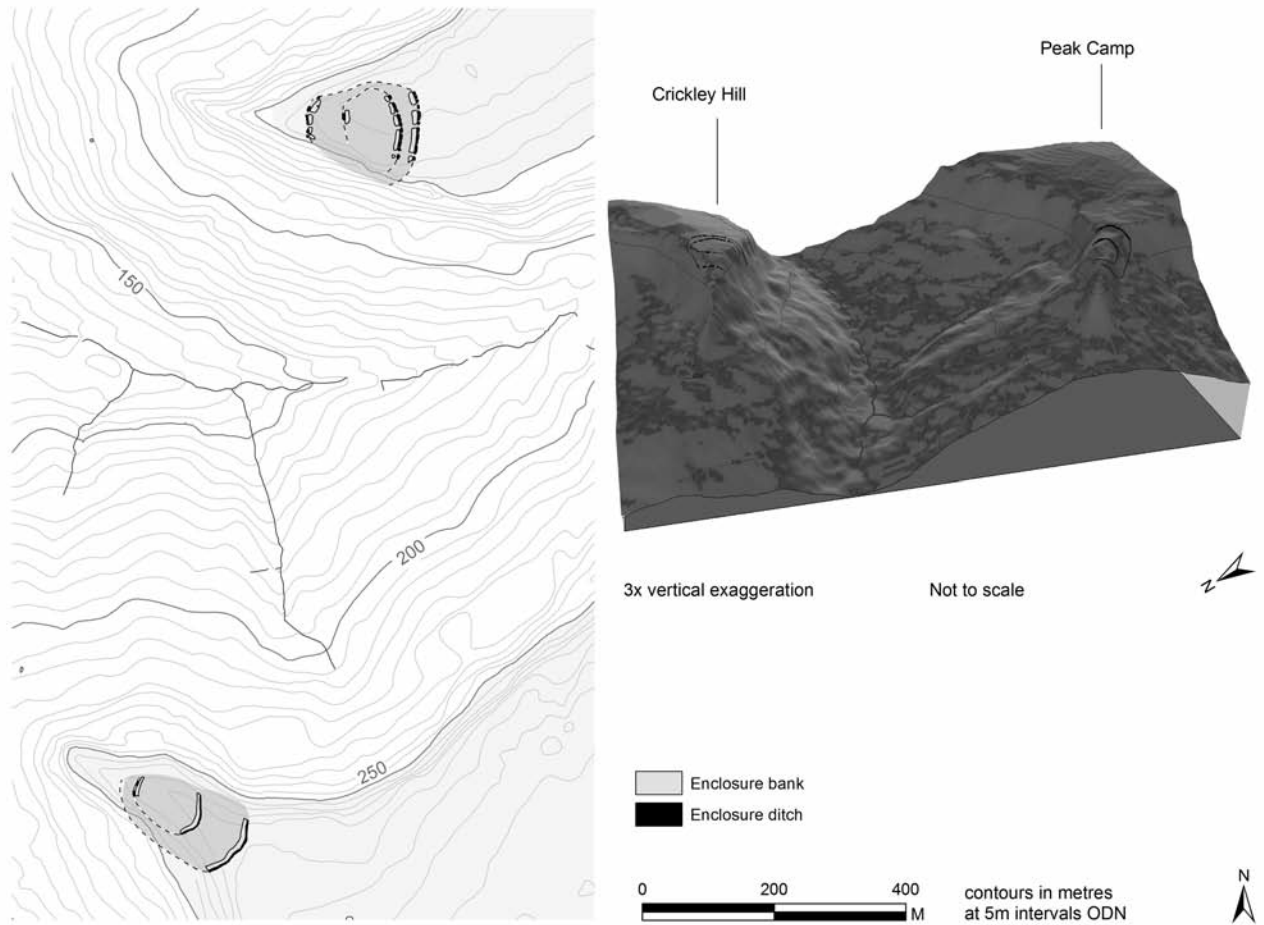 150
200
250
Crickley Hill
Peak Camp
3x vertical exaggeration
Not to scale
N
Enclosure bank
Enclosure ditch
0 200 400
M
contours in metres
at 5m intervals ODN
N